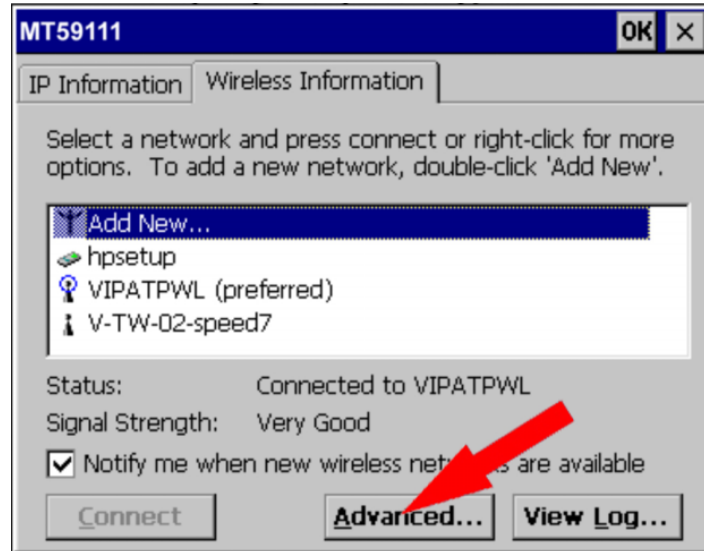 MT59111 OK ×
IP Information Wireless Information
Select a network and press connect or right-click for more
options. To add a new network, double-click 'Add New'.
Add New...
hpsetup
VIPATPWL (preferred)
V-TW-02-speed7
Status: Connected to VIPATPWL
Signal Strength: Very Good
Notify me when new wireless networks are available
Connect Advanced... View Log...